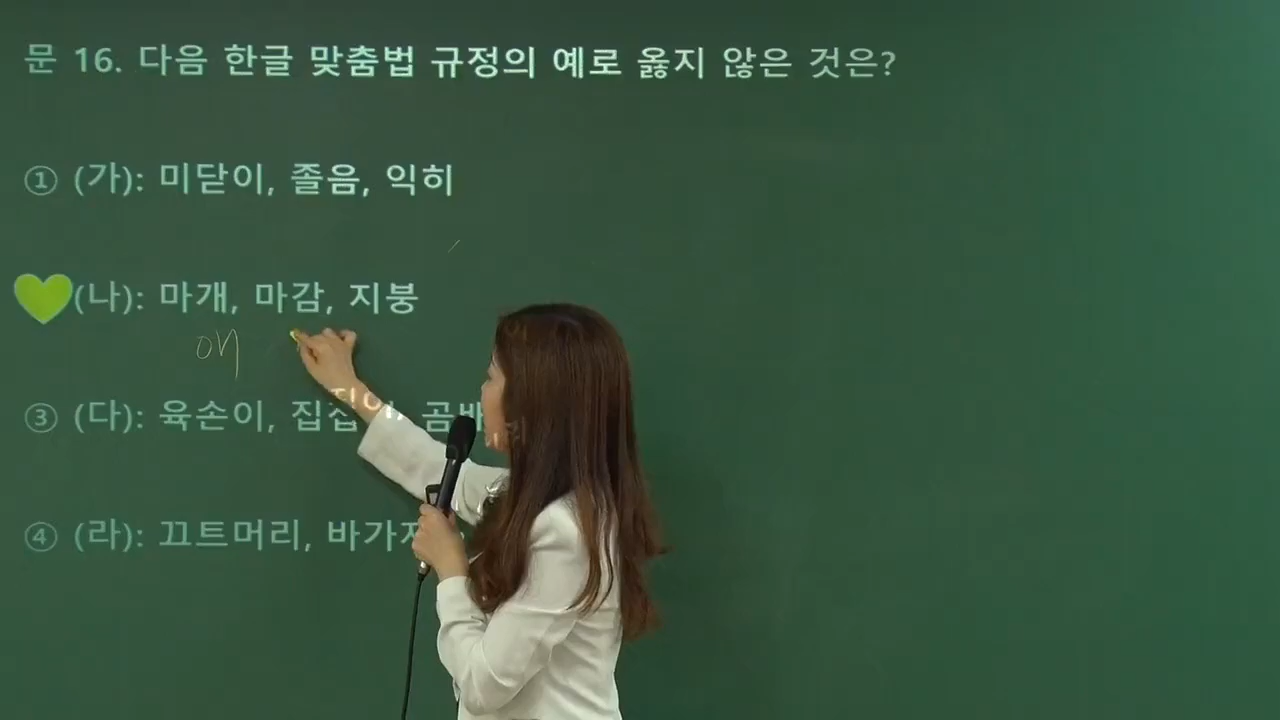 문 16. 다음 한글 맞춤법 규정의 예로 옳지 않은 것은?
① (가): 미닫이, 졸음, 익히
(나): 마개, 마감, 지붕
애
③ (다): 육손이, 집집이,
④ (라): 끄트머리,